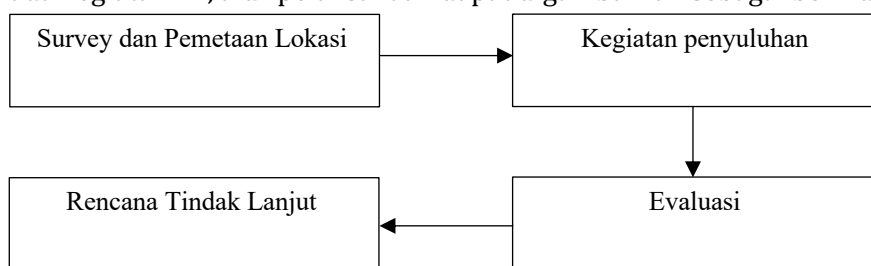 Survey dan Pemetaan Lokasi
Kegiatan penyuluhan
Evaluasi
Rencana Tindak Lanjut